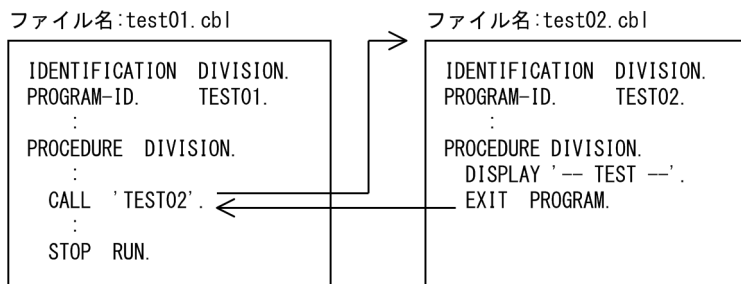 ファイル名:test01.cbl
IDENTIFICATION DIVISION.
PROGRAM-ID. TEST01.
:
PROCEDURE DIVISION.
:
CALL 'TEST02'.
:
STOP RUN.
ファイル名:test02.cbl
IDENTIFICATION DIVISION.
PROGRAM-ID. TEST02.
:
PROCEDURE DIVISION.
DISPLAY '-- TEST --'.
EXIT PROGRAM.